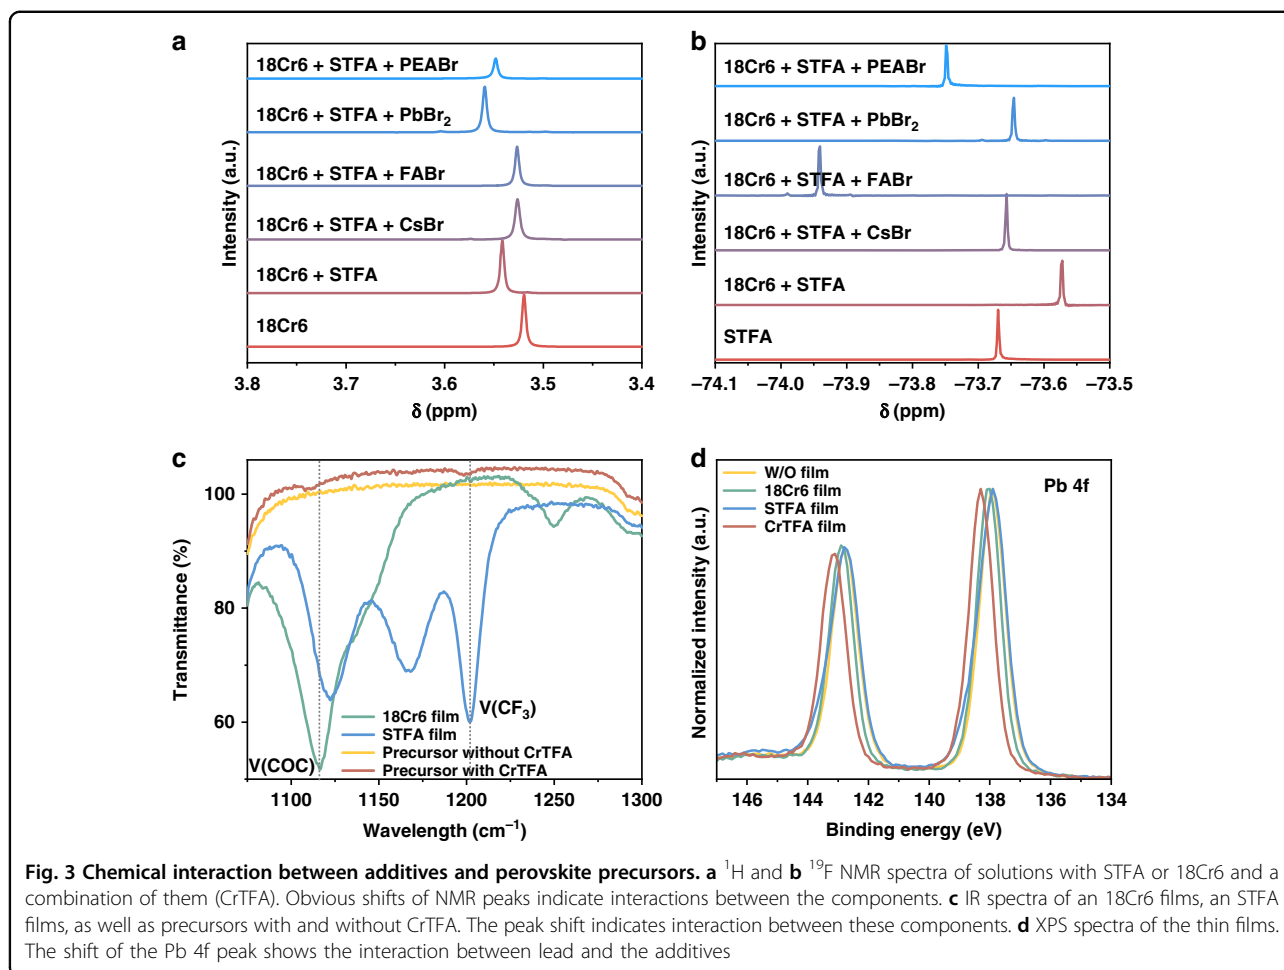 a
18Cr6 + STFA + PEABr
18Cr6 + STFA + PbBr₂
18Cr6 + STFA + FABr
18Cr6 + STFA + CsBr
18Cr6 + STFA
18Cr6
Intensity (a.u.)
3.8 3.7 3.6 3.5 3.4
δ (ppm)
b
18Cr6 + STFA + PEABr
18Cr6 + STFA + PbBr₂
18Cr6 + STFA + FABr
18Cr6 + STFA + CsBr
18Cr6 + STFA
STFA
Intensity (a.u.)
−74.1 −74.0 −73.9 −73.8 −73.7 −73.6 −73.5
δ (ppm)
c
100
80
60
Transmittance (%)
V(CF₃)
V(COC)
18Cr6 film
STFA film
Precursor without CrTFA
Precursor with CrTFA
1100 1150 1200 1250 1300
Wavelength (cm⁻¹)
d
W/O film
18Cr6 film
STFA film
CrTFA film
Pb 4f
Normalized intensity (a.u.)
146 144 142 140 138 136 134
Binding energy (eV)
Fig. 3 Chemical interaction between additives and perovskite precursors. a ¹H and b ¹⁹F NMR spectra of solutions with STFA or 18Cr6 and a
combination of them (CrTFA). Obvious shifts of NMR peaks indicate interactions between the components. c IR spectra of an 18Cr6 films, an STFA
films, as well as precursors with and without CrTFA. The peak shift indicates interaction between these components. d XPS spectra of the thin films.
The shift of the Pb 4f peak shows the interaction between lead and the additives